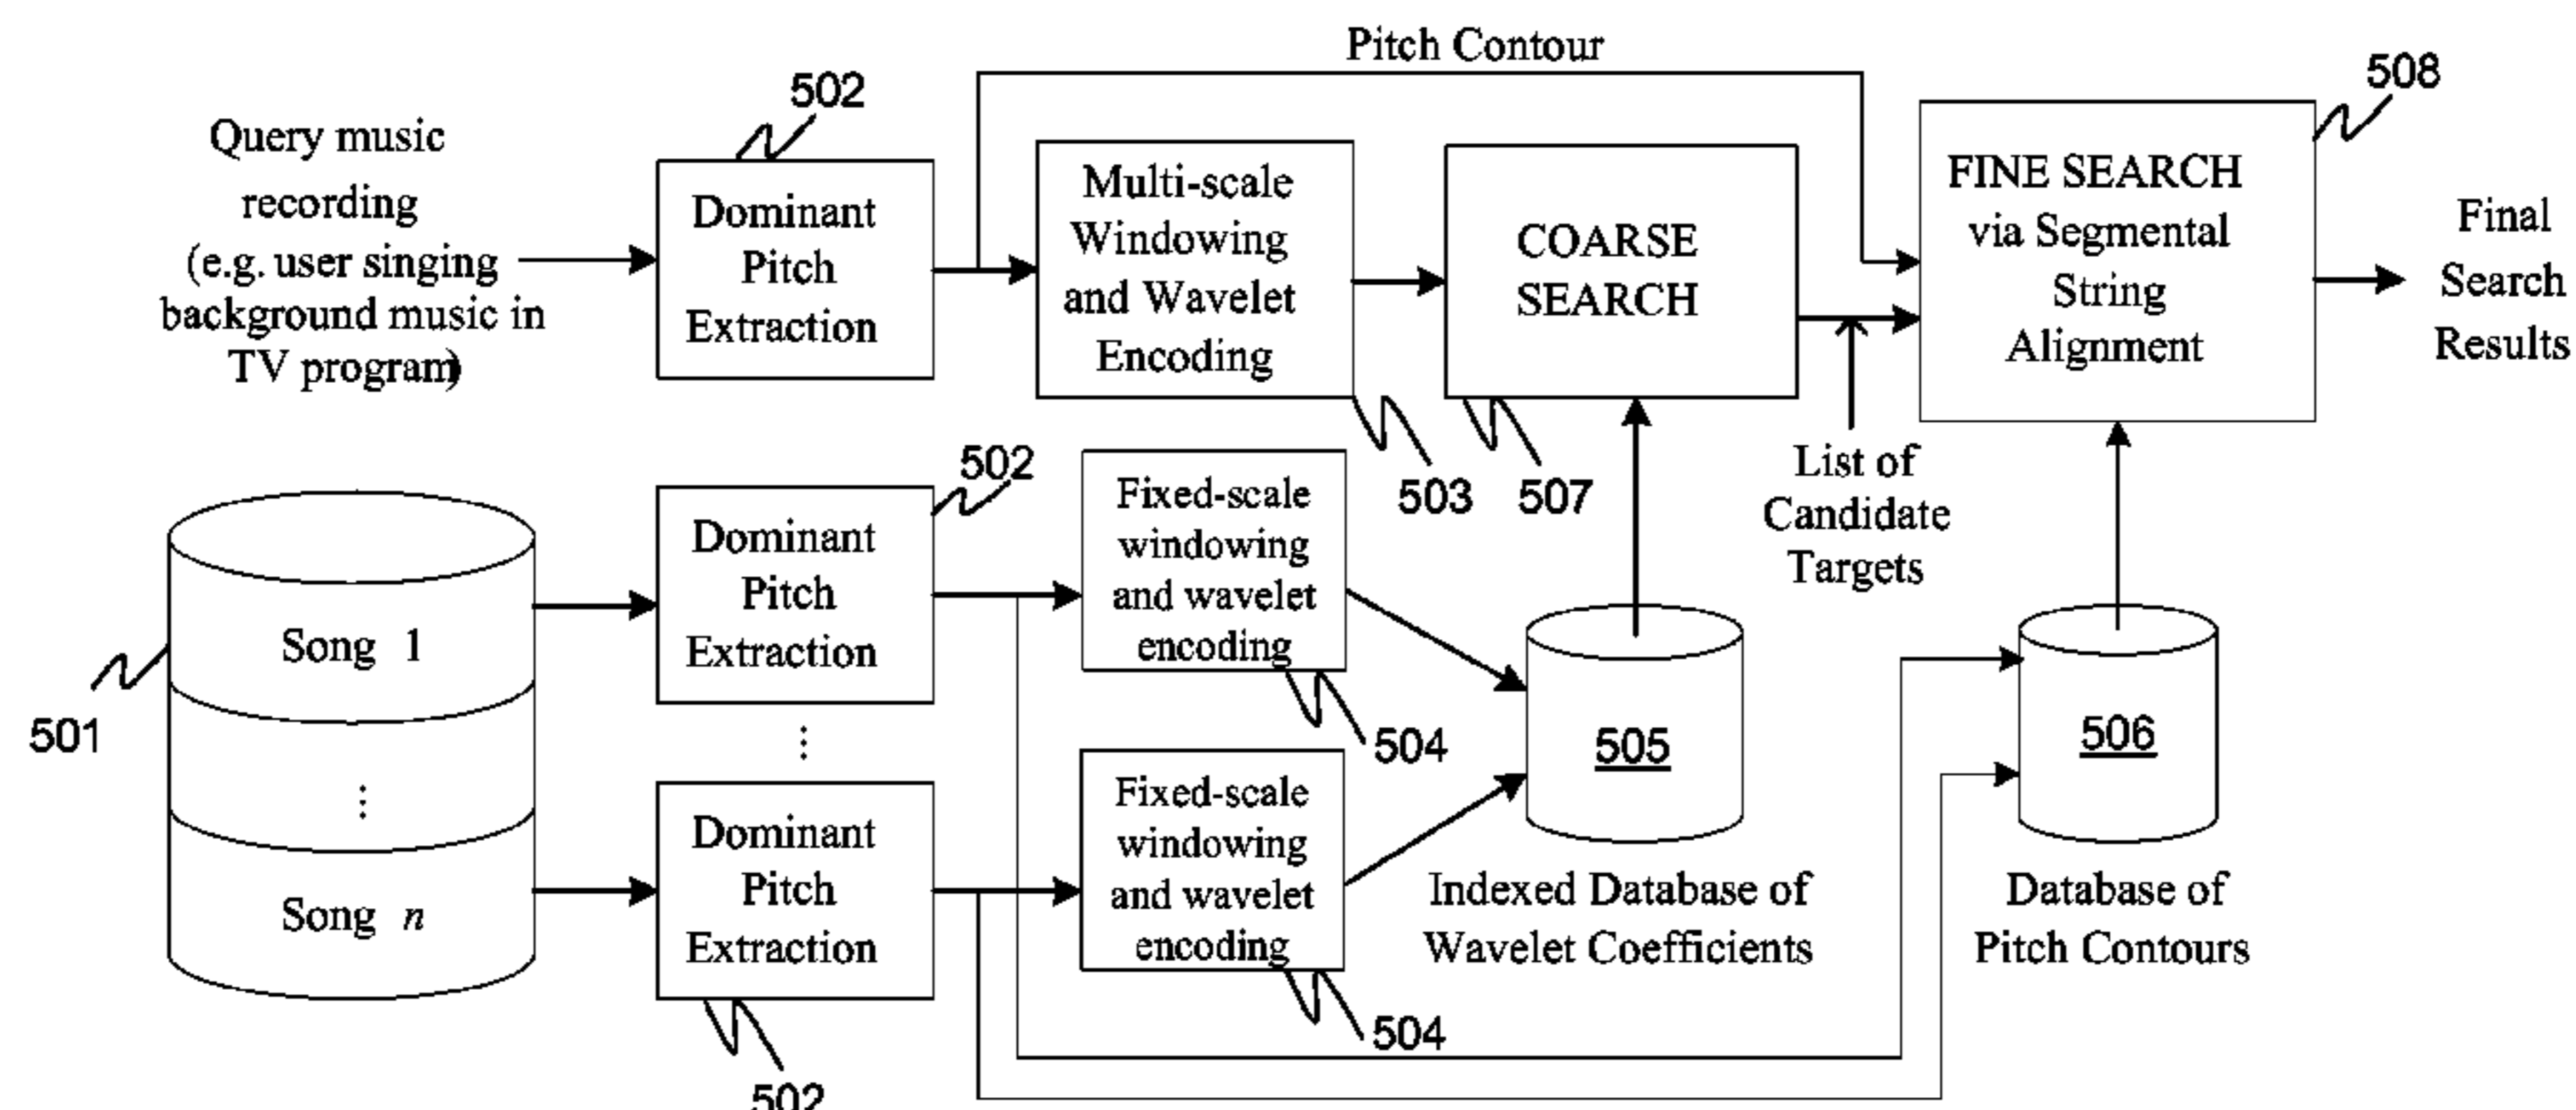 Pitch Contour
502
508
Query music
recording
(e.g. user singing
background music in
TV program)
Dominant
Pitch
Extraction
Multi-scale
Windowing
and Wavelet
Encoding
COARSE
SEARCH
FINE SEARCH
via Segmental
String
Alignment
Final
Search
Results
503
507
List of
Candidate
Targets
501
Song 1
⋮
Song n
502
Dominant
Pitch
Extraction
⋮
Dominant
Pitch
Extraction
502
Fixed-scale
windowing
and wavelet
encoding
504
Fixed-scale
windowing
and wavelet
encoding
504
505
Indexed Database of
Wavelet Coefficients
506
Database of
Pitch Contours